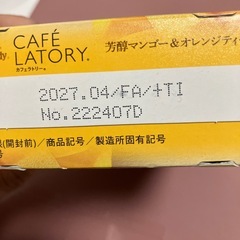 CAFÉ
LATORY®
カフェラトリー®
芳醇マンゴー&オレンジティ
2027.04/FA/+TI
No.222407D
(開封前)/商品記号/製造所固有記号
号